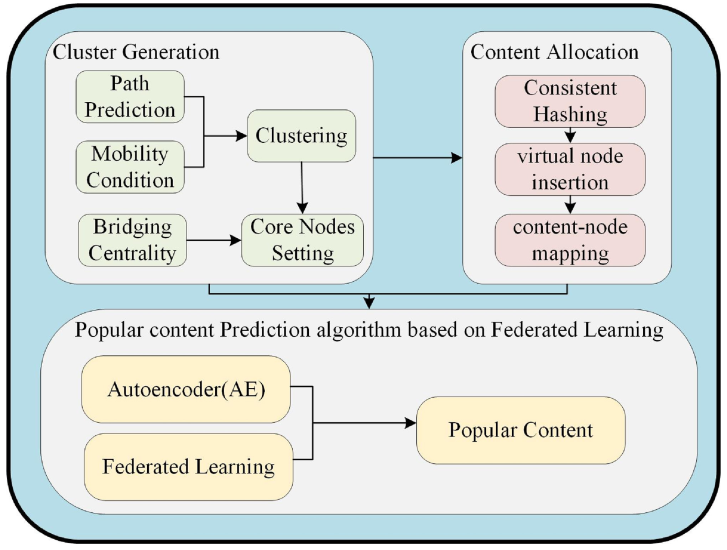 Cluster Generation
Path
Prediction
Mobility
Condition
Clustering
Bridging
Centrality
Core Nodes
Setting
Content Allocation
Consistent
Hashing
virtual node
insertion
content-node
mapping
Popular content Prediction algorithm based on Federated Learning
Autoencoder(AE)
Federated Learning
Popular Content